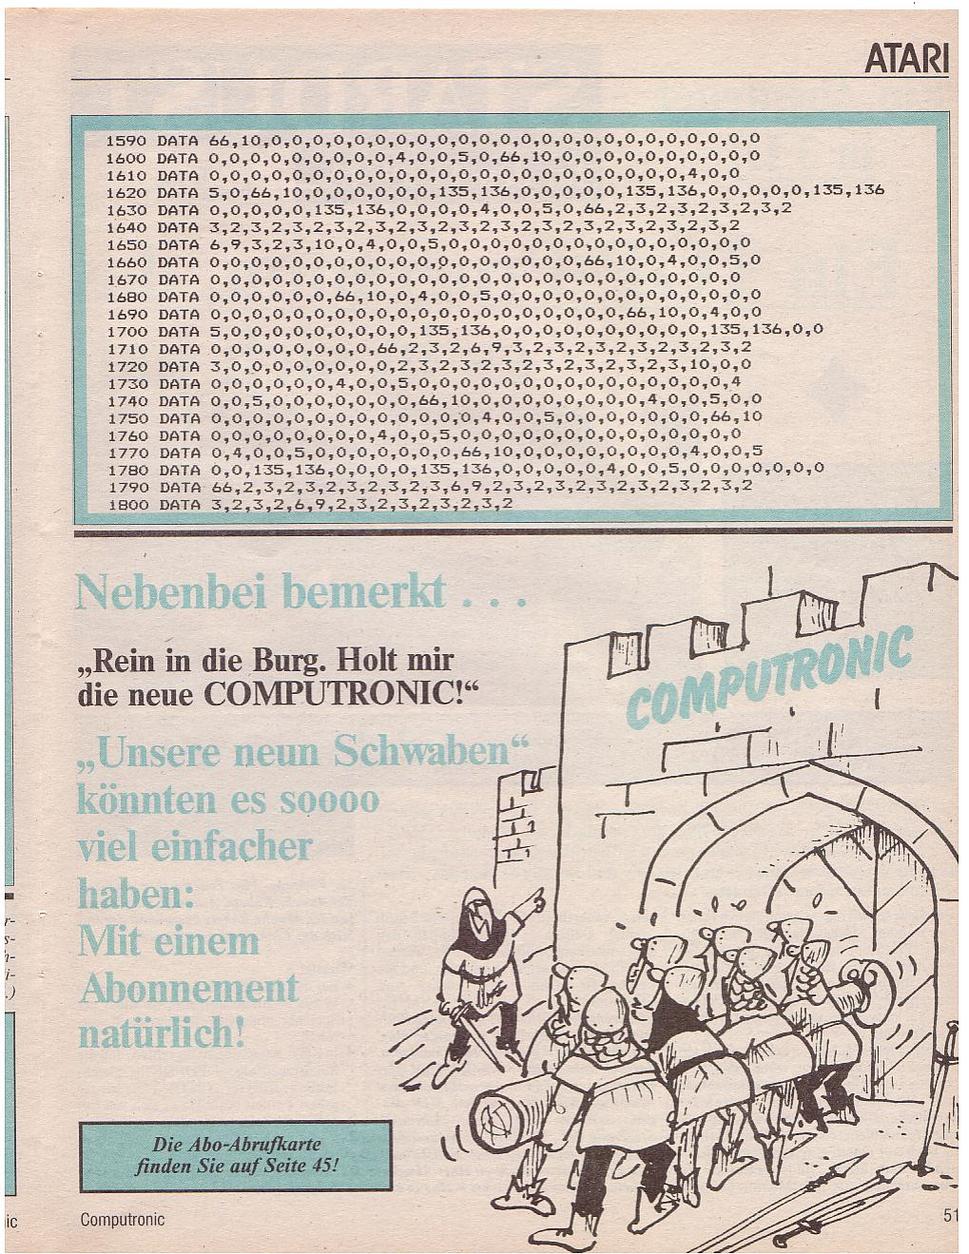 ATARI
1590 DATA 66,10,0,0,0,0,0,0,0,0,0,0,0,0,0,0,0,0,0,0,0,0,0,0,0,0
1600 DATA 0,0,0,0,0,0,0,0,0,4,0,0,5,0,66,10,0,0,0,0,0,0,0,0,0,0
1610 DATA 0,0,0,0,0,0,0,0,0,0,0,0,0,0,0,0,0,0,0,0,0,0,0,4,0,0
1620 DATA 5,0,66,10,0,0,0,0,0,0,135,136,0,0,0,0,0,135,136,0,0,0,0,0,135,136
1630 DATA 0,0,0,0,0,135,136,0,0,0,0,4,0,0,5,0,66,2,3,2,3,2,3,2,3,2
1640 DATA 3,2,3,2,3,2,3,2,3,2,3,2,3,2,3,2,3,2,3,2,3,2,3,2,3,2
1650 DATA 6,9,3,2,3,10,0,4,0,0,5,0,0,0,0,0,0,0,0,0,0,0,0,0,0,0
1660 DATA 0,0,0,0,0,0,0,0,0,0,0,0,0,0,0,0,0,0,66,10,0,4,0,0,5,0
1670 DATA 0,0,0,0,0,0,0,0,0,0,0,0,0,0,0,0,0,0,0,0,0,0,0,0,0,0
1680 DATA 0,0,0,0,0,0,66,10,0,4,0,0,5,0,0,0,0,0,0,0,0,0,0,0,0,0
1690 DATA 0,0,0,0,0,0,0,0,0,0,0,0,0,0,0,0,0,0,0,0,66,10,0,4,0,0
1700 DATA 5,0,0,0,0,0,0,0,0,0,135,136,0,0,0,0,0,0,0,0,0,0,135,136,0,0
1710 DATA 0,0,0,0,0,0,0,0,66,2,3,2,6,9,3,2,3,2,3,2,3,2,3,2,3,2
1720 DATA 3,0,0,0,0,0,0,0,0,2,3,2,3,2,3,2,3,2,3,2,3,2,3,10,0,0
1730 DATA 0,0,0,0,0,0,4,0,0,5,0,0,0,0,0,0,0,0,0,0,0,0,0,0,0,4
1740 DATA 0,0,5,0,0,0,0,0,0,0,66,10,0,0,0,0,0,0,0,0,4,0,0,5,0,0
1750 DATA 0,0,0,0,0,0,0,0,0,0,0,0,0,4,0,0,5,0,0,0,0,0,0,0,66,10
1760 DATA 0,0,0,0,0,0,0,0,4,0,0,5,0,0,0,0,0,0,0,0,0,0,0,0,0,0
1770 DATA 0,4,0,0,5,0,0,0,0,0,0,0,66,10,0,0,0,0,0,0,0,0,4,0,0,5
1780 DATA 0,0,135,136,0,0,0,0,135,136,0,0,0,0,0,4,0,0,5,0,0,0,0,0,0,0
1790 DATA 66,2,3,2,3,2,3,2,3,2,3,6,9,2,3,2,3,2,3,2,3,2,3,2,3,2
1800 DATA 3,2,3,2,6,9,2,3,2,3,2,3,2,3,2
Nebenbei bemerkt . . .
„Rein in die Burg. Holt mir
die neue COMPUTRONIC!“
„Unsere neun Schwaben“
könnten es soooo
viel einfacher
haben:
Mit einem
Abonnement
natürlich!
COMPUTRONIC
Die Abo-Abrufkarte
finden Sie auf Seite 45!
Computronic
51